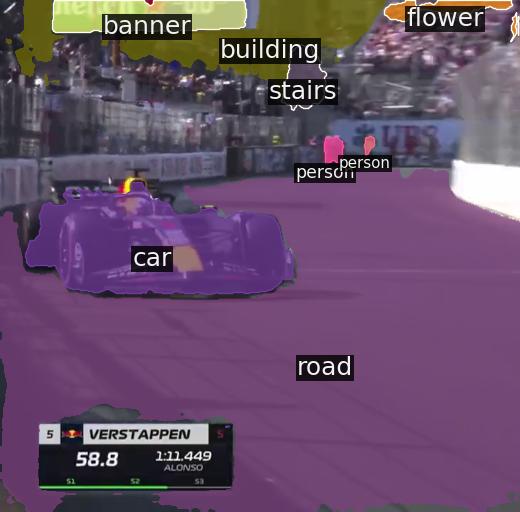 banner
flower
building
stairs
person
person
UBS
car
road
5 VERSTAPPEN 5
58.8 1:11.449
ALONSO
S1 S2 S3